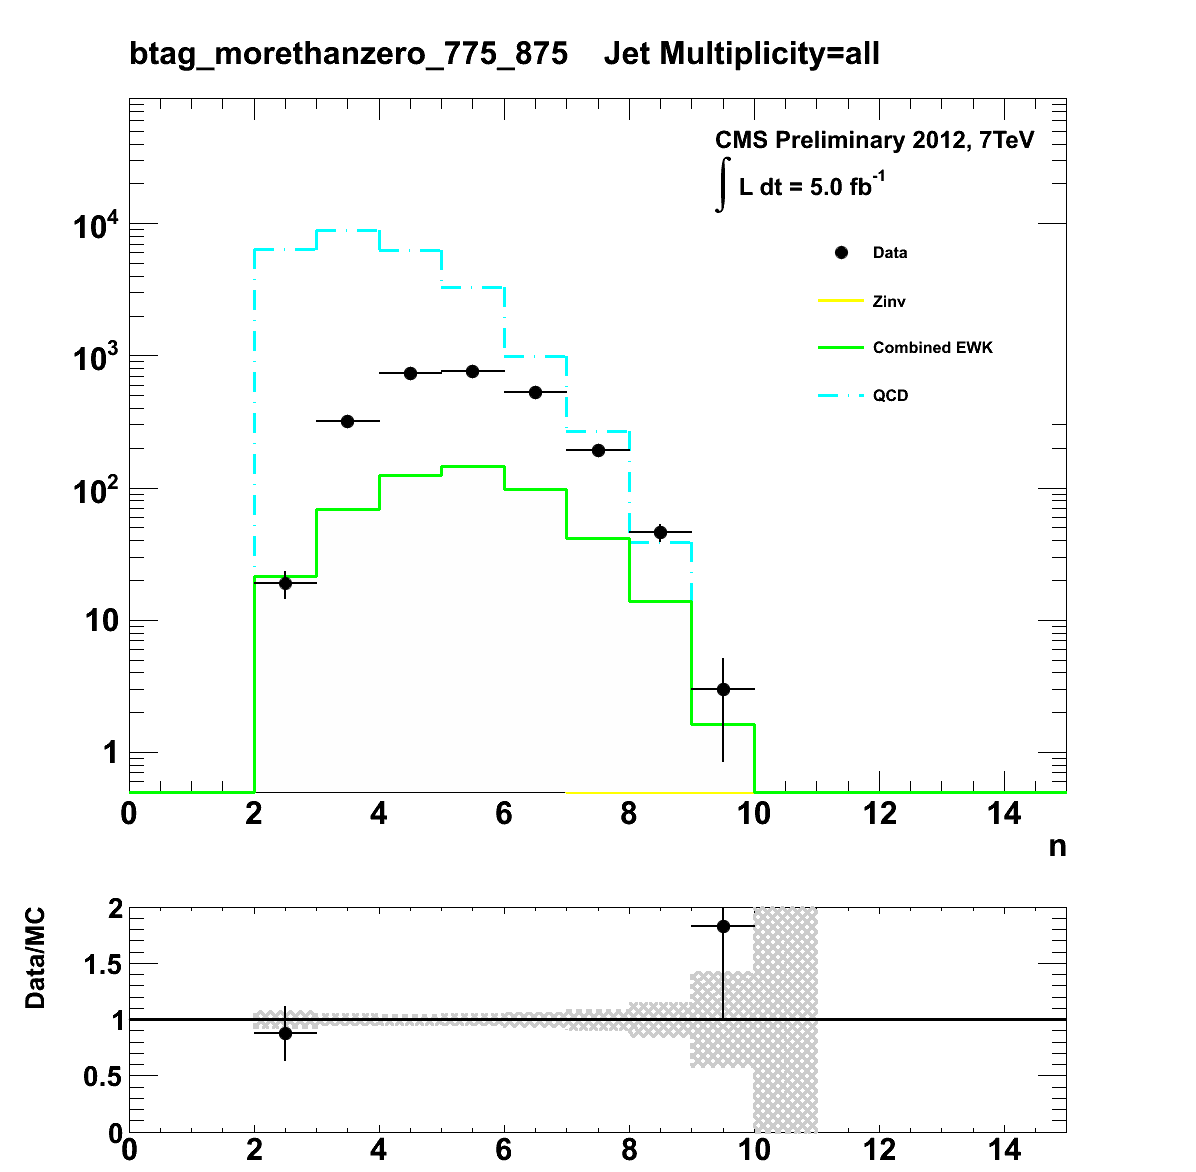 btag_morethanzero_775_875 Jet Multiplicity=all
CMS Preliminary 2012, 7TeV
∫ L dt = 5.0 fb⁻¹
Data
Zinv
Combined EWK
QCD
10⁴
10³
10²
10
1
0 2 4 6 8 10 12 14
n
Data/MC
2
1.5
1
0.5
0
0 2 4 6 8 10 12 14